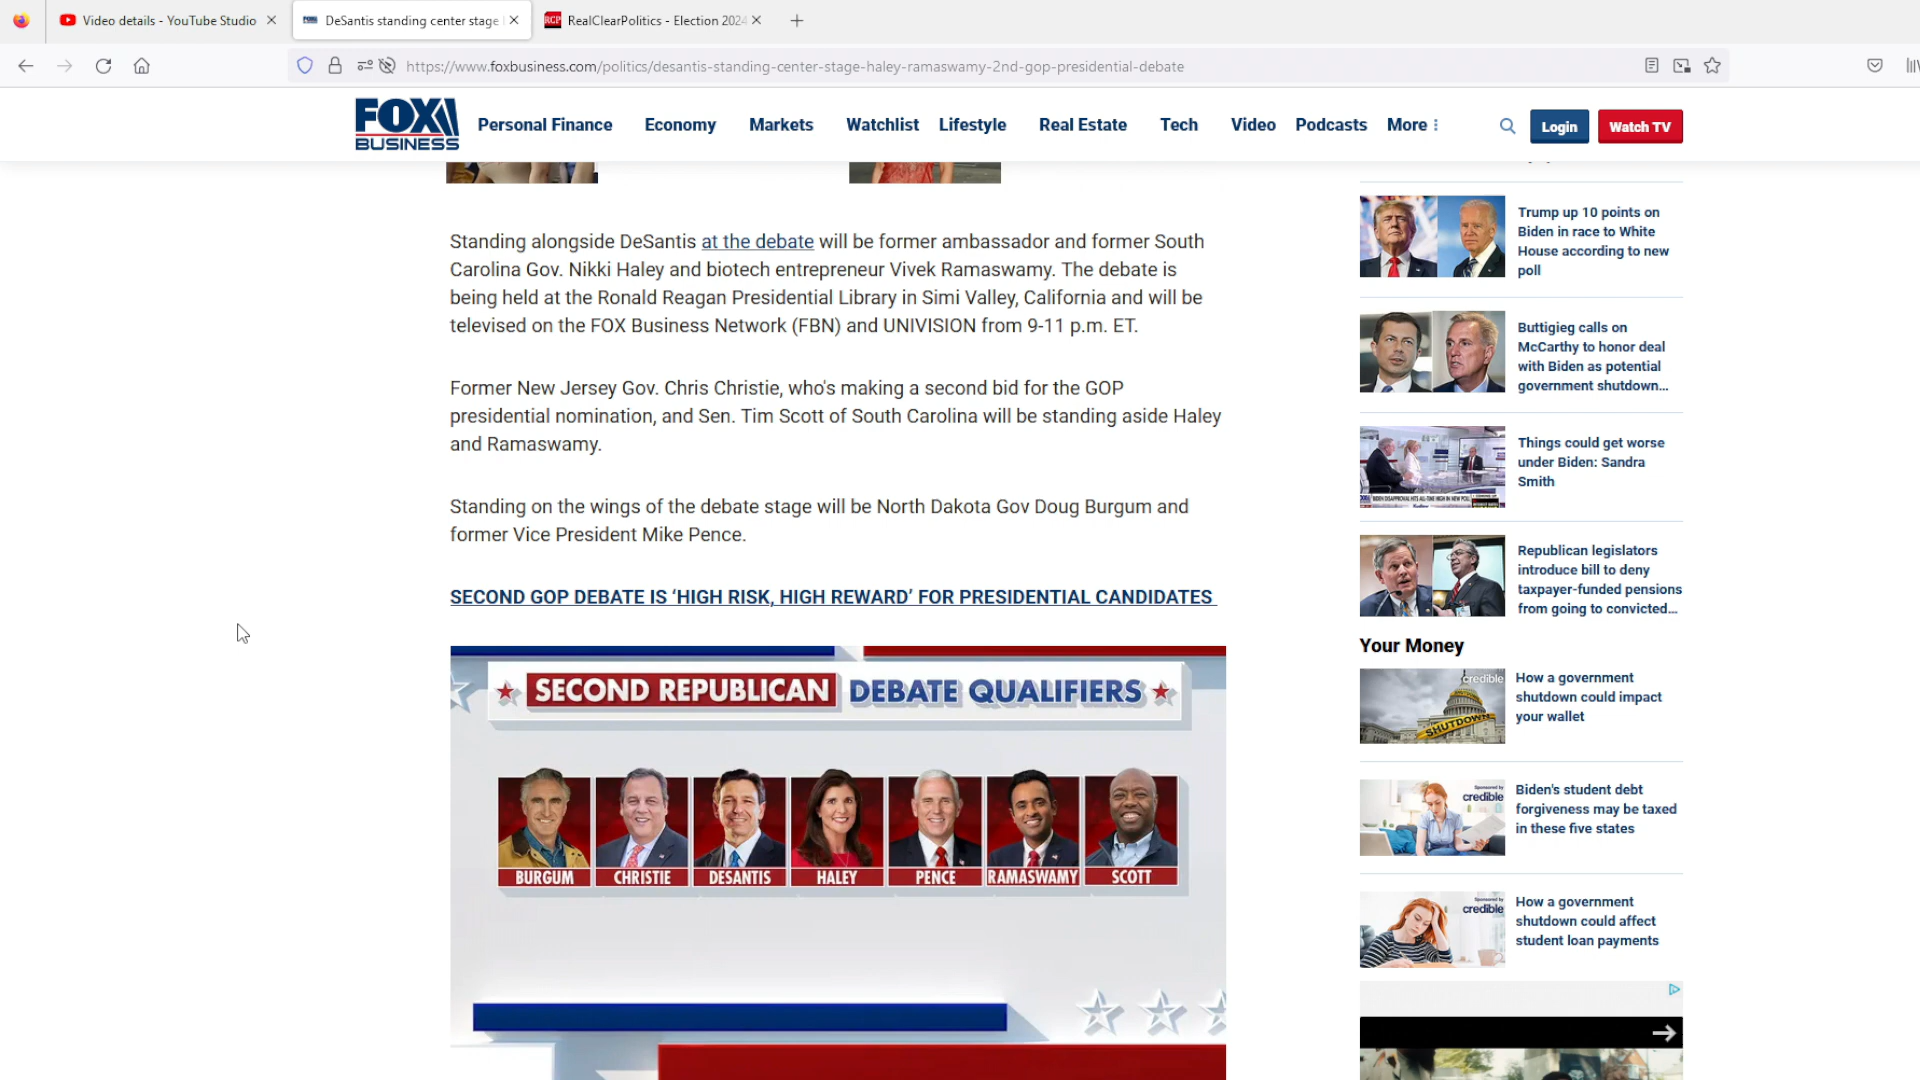 Video details - YouTube Studio
DeSantis standing center stage
RCP RealClearPolitics - Election 2024
https://www.foxbusiness.com/politics/desantis-standing-center-stage-haley-ramaswamy-2nd-gop-presidential-debate
FOX
BUSINESS
Personal Finance Economy Markets Watchlist Lifestyle Real Estate Tech Video Podcasts More
Login
Watch TV
Standing alongside DeSantis at the debate will be former ambassador and former South
Carolina Gov. Nikki Haley and biotech entrepreneur Vivek Ramaswamy. The debate is
being held at the Ronald Reagan Presidential Library in Simi Valley, California and will be
televised on the FOX Business Network (FBN) and UNIVISION from 9-11 p.m. ET.
Former New Jersey Gov. Chris Christie, who's making a second bid for the GOP
presidential nomination, and Sen. Tim Scott of South Carolina will be standing aside Haley
and Ramaswamy.
Standing on the wings of the debate stage will be North Dakota Gov Doug Burgum and
former Vice President Mike Pence.
SECOND GOP DEBATE IS ‘HIGH RISK, HIGH REWARD’ FOR PRESIDENTIAL CANDIDATES
SECOND REPUBLICAN DEBATE QUALIFIERS
BURGUM CHRISTIE DESANTIS HALEY PENCE RAMASWAMY SCOTT
Trump up 10 points on
Biden in race to White
House according to new
poll
Buttigieg calls on
McCarthy to honor deal
with Biden as potential
government shutdown...
Things could get worse
under Biden: Sandra
Smith
Republican legislators
introduce bill to deny
taxpayer-funded pensions
from going to convicted...
Your Money
credible
SHUTDOWN
How a government
shutdown could impact
your wallet
Sponsored by
credible
Biden's student debt
forgiveness may be taxed
in these five states
Sponsored by
credible
How a government
shutdown could affect
student loan payments